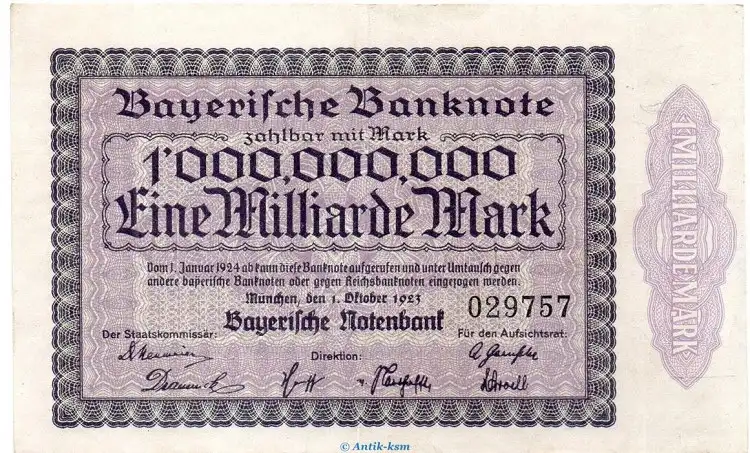 Bayerische Banknote
zahlbar mit Mark
1'000,000,000
Eine Milliarde Mark
Vom 1. Januar 1924 ab kann diese Banknote aufgerufen und unter Umtausch gegen
andere bayerische Banknoten oder gegen Reichsbanknoten eingezogen werden.
München, den 1. Oktober 1923
029757
Bayerische Notenbank
Der Staatskommissär:
Für den Aufsichtsrat:
Direktion:
1 MILLIARDE MARK
© Antik-ksm